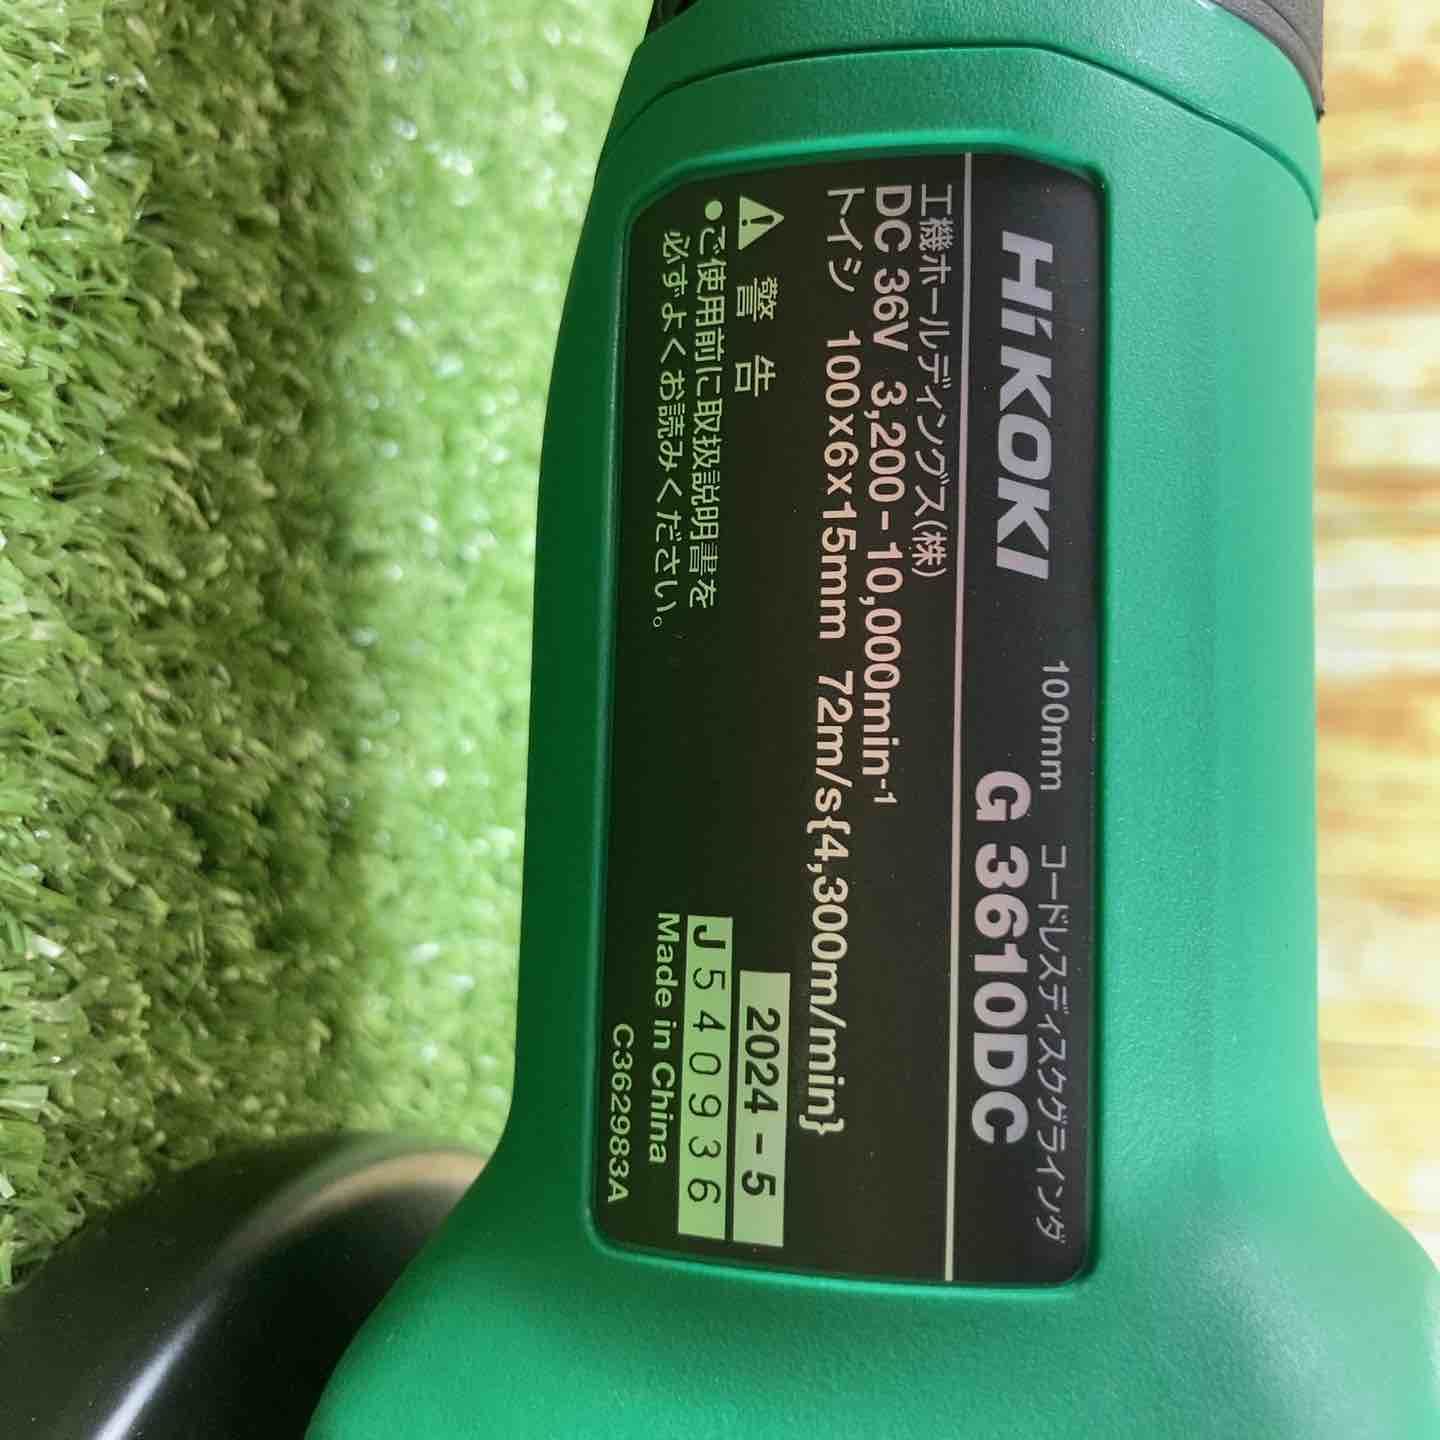 HiKOKI
100mm コードレスディスクグラインダ
G 3610DC
工機ホールディングス(株)
DC 36V 3,200-10,000min⁻¹
トイシ 100×6×15mm 72m/s{4,300m/min}
警告
●ご使用前に取扱説明書を
必ずよくお読みください。
2024-5
J540936
Made in China
C362983A